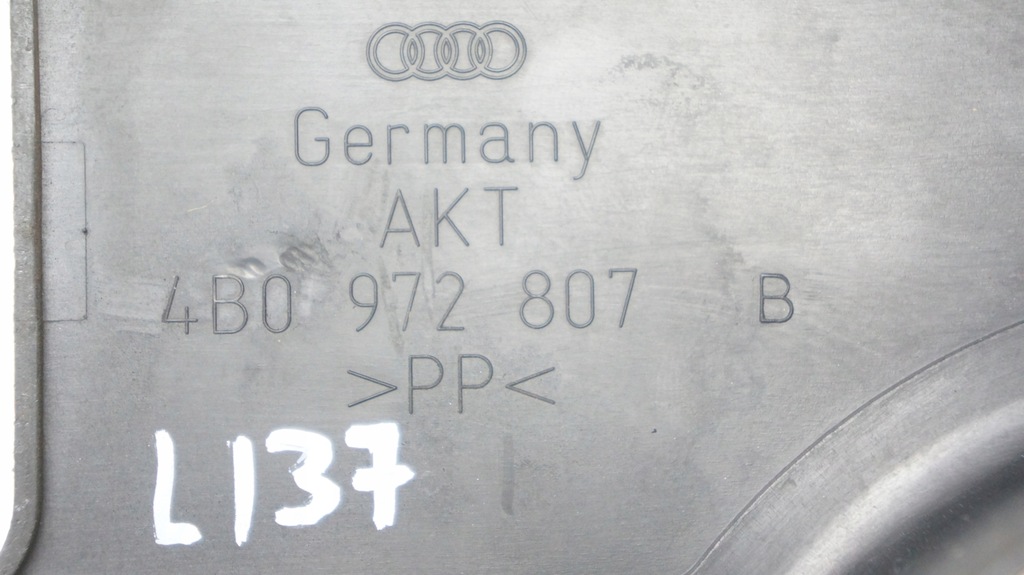 Germany
AKT
4B0 972 807 B
>PP<
L137